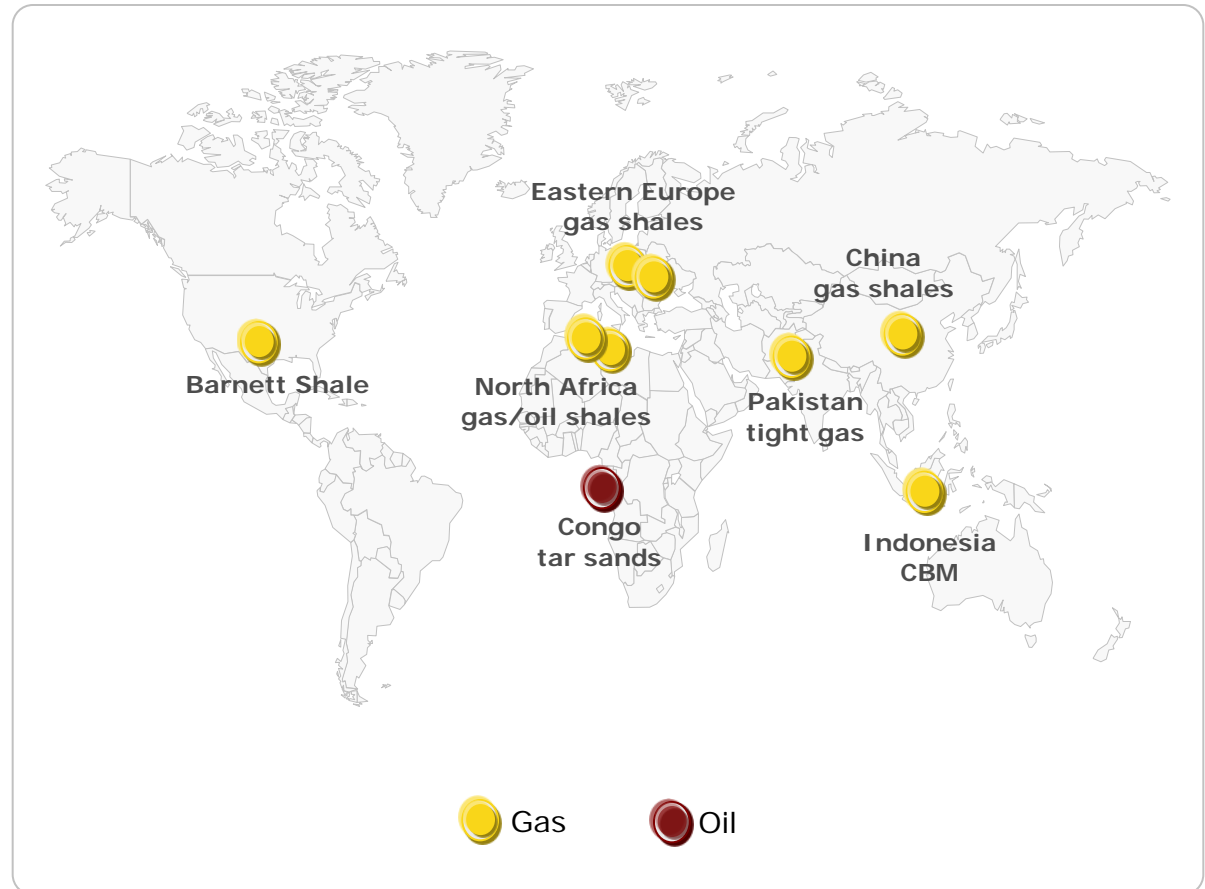 Eastern Europe
gas shales
China
gas shales
Barnett Shale
North Africa
gas/oil shales
Pakistan
tight gas
Congo
tar sands
Indonesia
CBM
Gas
Oil